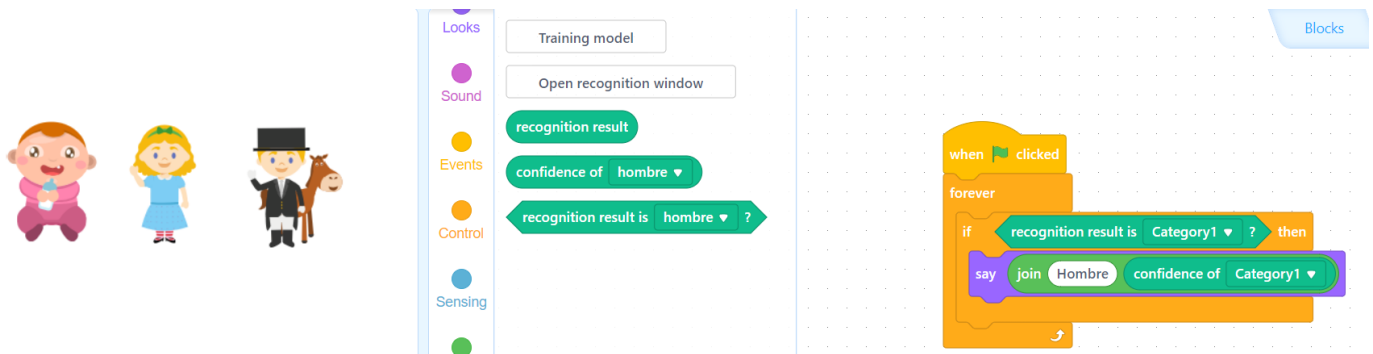 Looks
Sound
Events
Control
Sensing
Training model
Open recognition window
recognition result
confidence of hombre
recognition result is hombre ?
Blocks
when clicked
forever
if recognition result is Category1 ? then
say join Hombre confidence of Category1